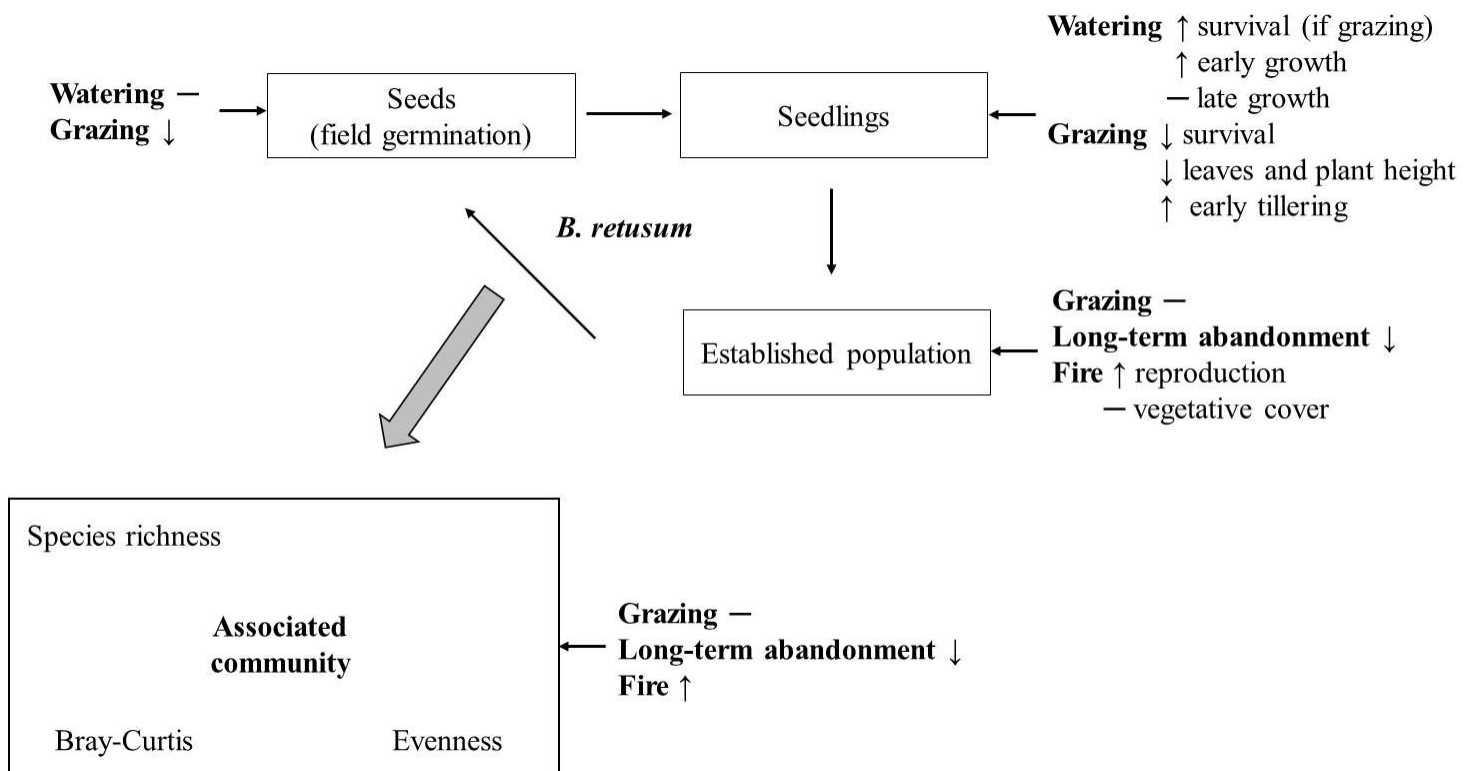 Watering —
Grazing ↓
Seeds
(field germination)
Seedlings
Watering ↑ survival (if grazing)
↑ early growth
— late growth
Grazing ↓ survival
↓ leaves and plant height
↑ early tillering
B. retusum
Established population
Grazing —
Long-term abandonment ↓
Fire ↑ reproduction
— vegetative cover
Species richness
Associated
community
Bray-Curtis
Evenness
Grazing —
Long-term abandonment ↓
Fire ↑